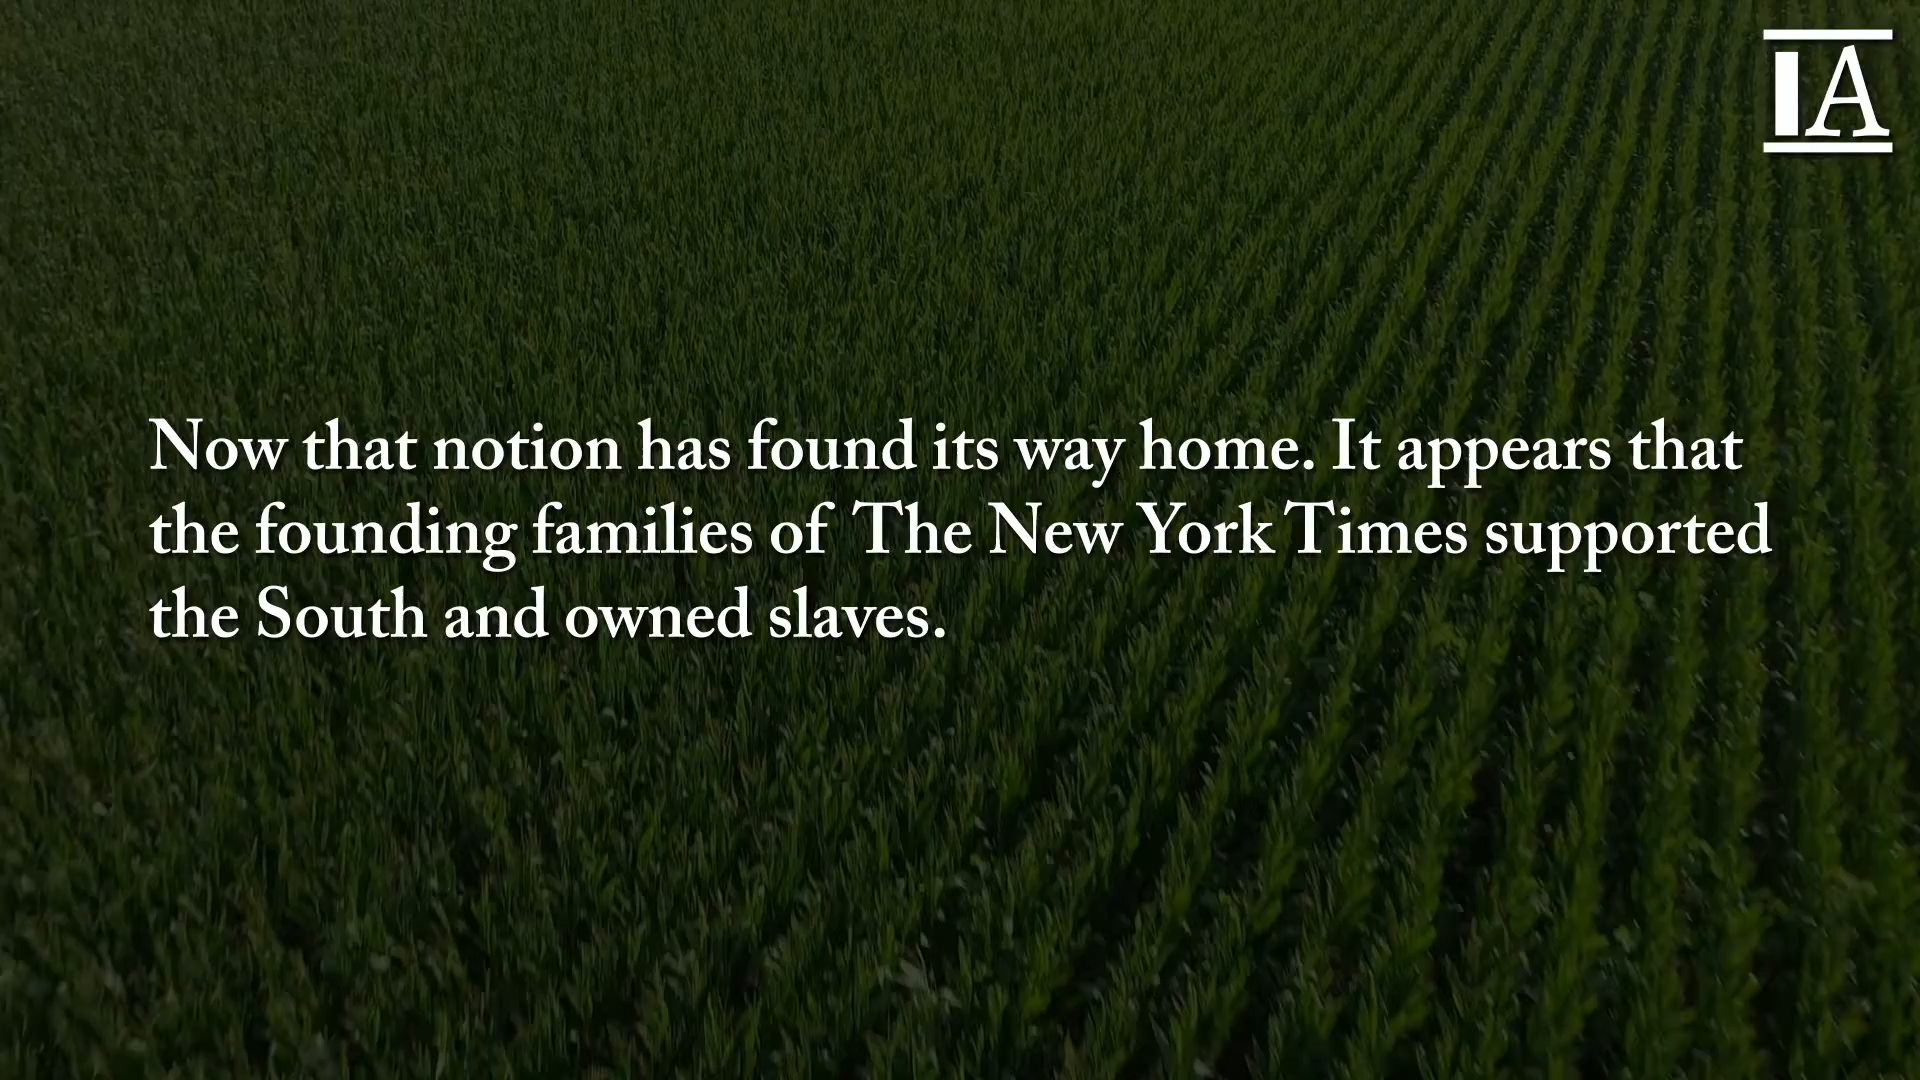 IA
Now that notion has found its way home. It appears that
the founding families of The New York Times supported
the South and owned slaves.